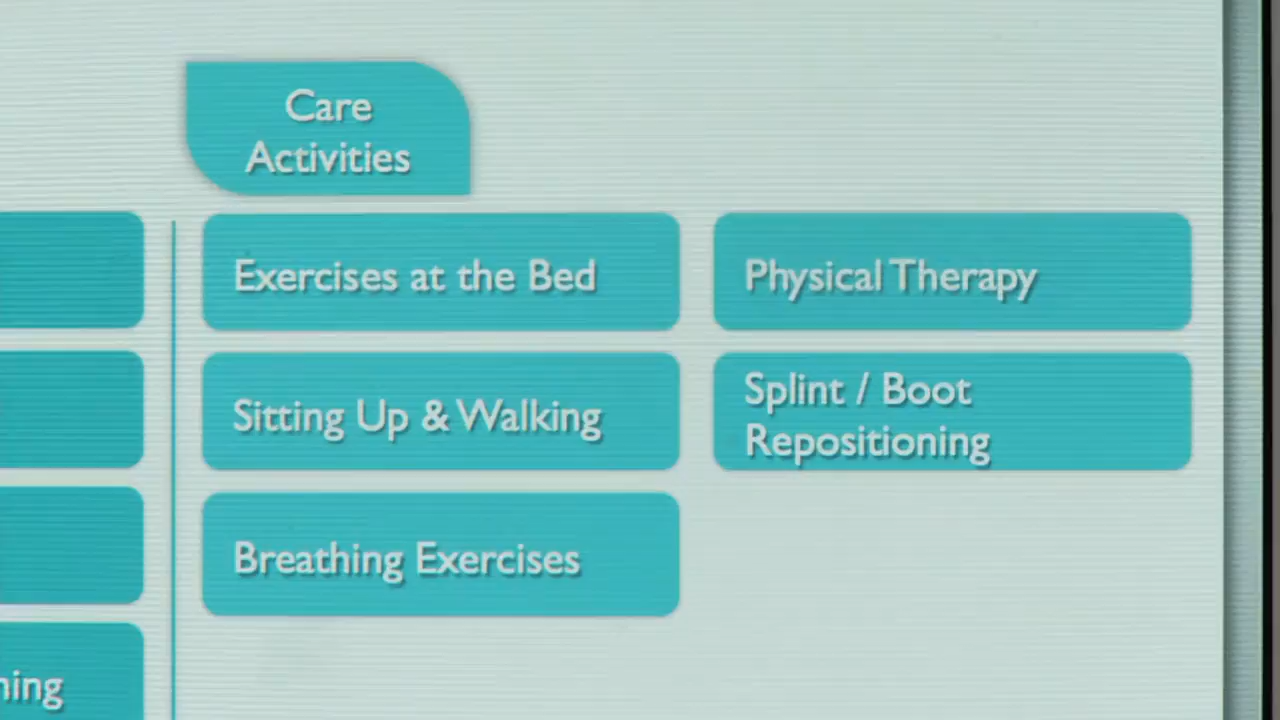 Care
Activities
Exercises at the Bed
Physical Therapy
Sitting Up & Walking
Splint / Boot
Repositioning
Breathing Exercises